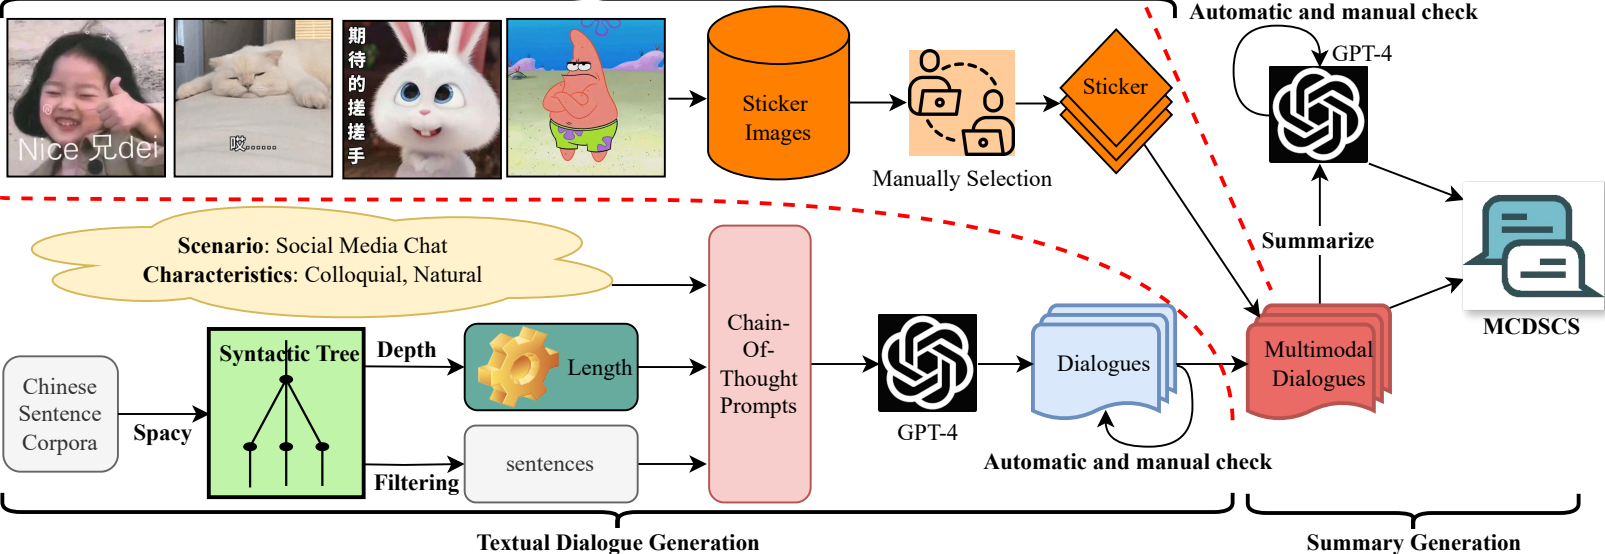 Automatic and manual check
GPT-4
Nice 兄dei
哎......
期待的搓搓手
Sticker
Images
Manually Selection
Sticker
Summarize
MCDSCS
Scenario: Social Media Chat
Characteristics: Colloquial, Natural
Chinese
Sentence
Corpora
Spacy
Syntactic Tree
Depth
Filtering
Length
sentences
Chain-
Of-
Thought
Prompts
GPT-4
Dialogues
Automatic and manual check
Multimodal
Dialogues
Textual Dialogue Generation
Summary Generation